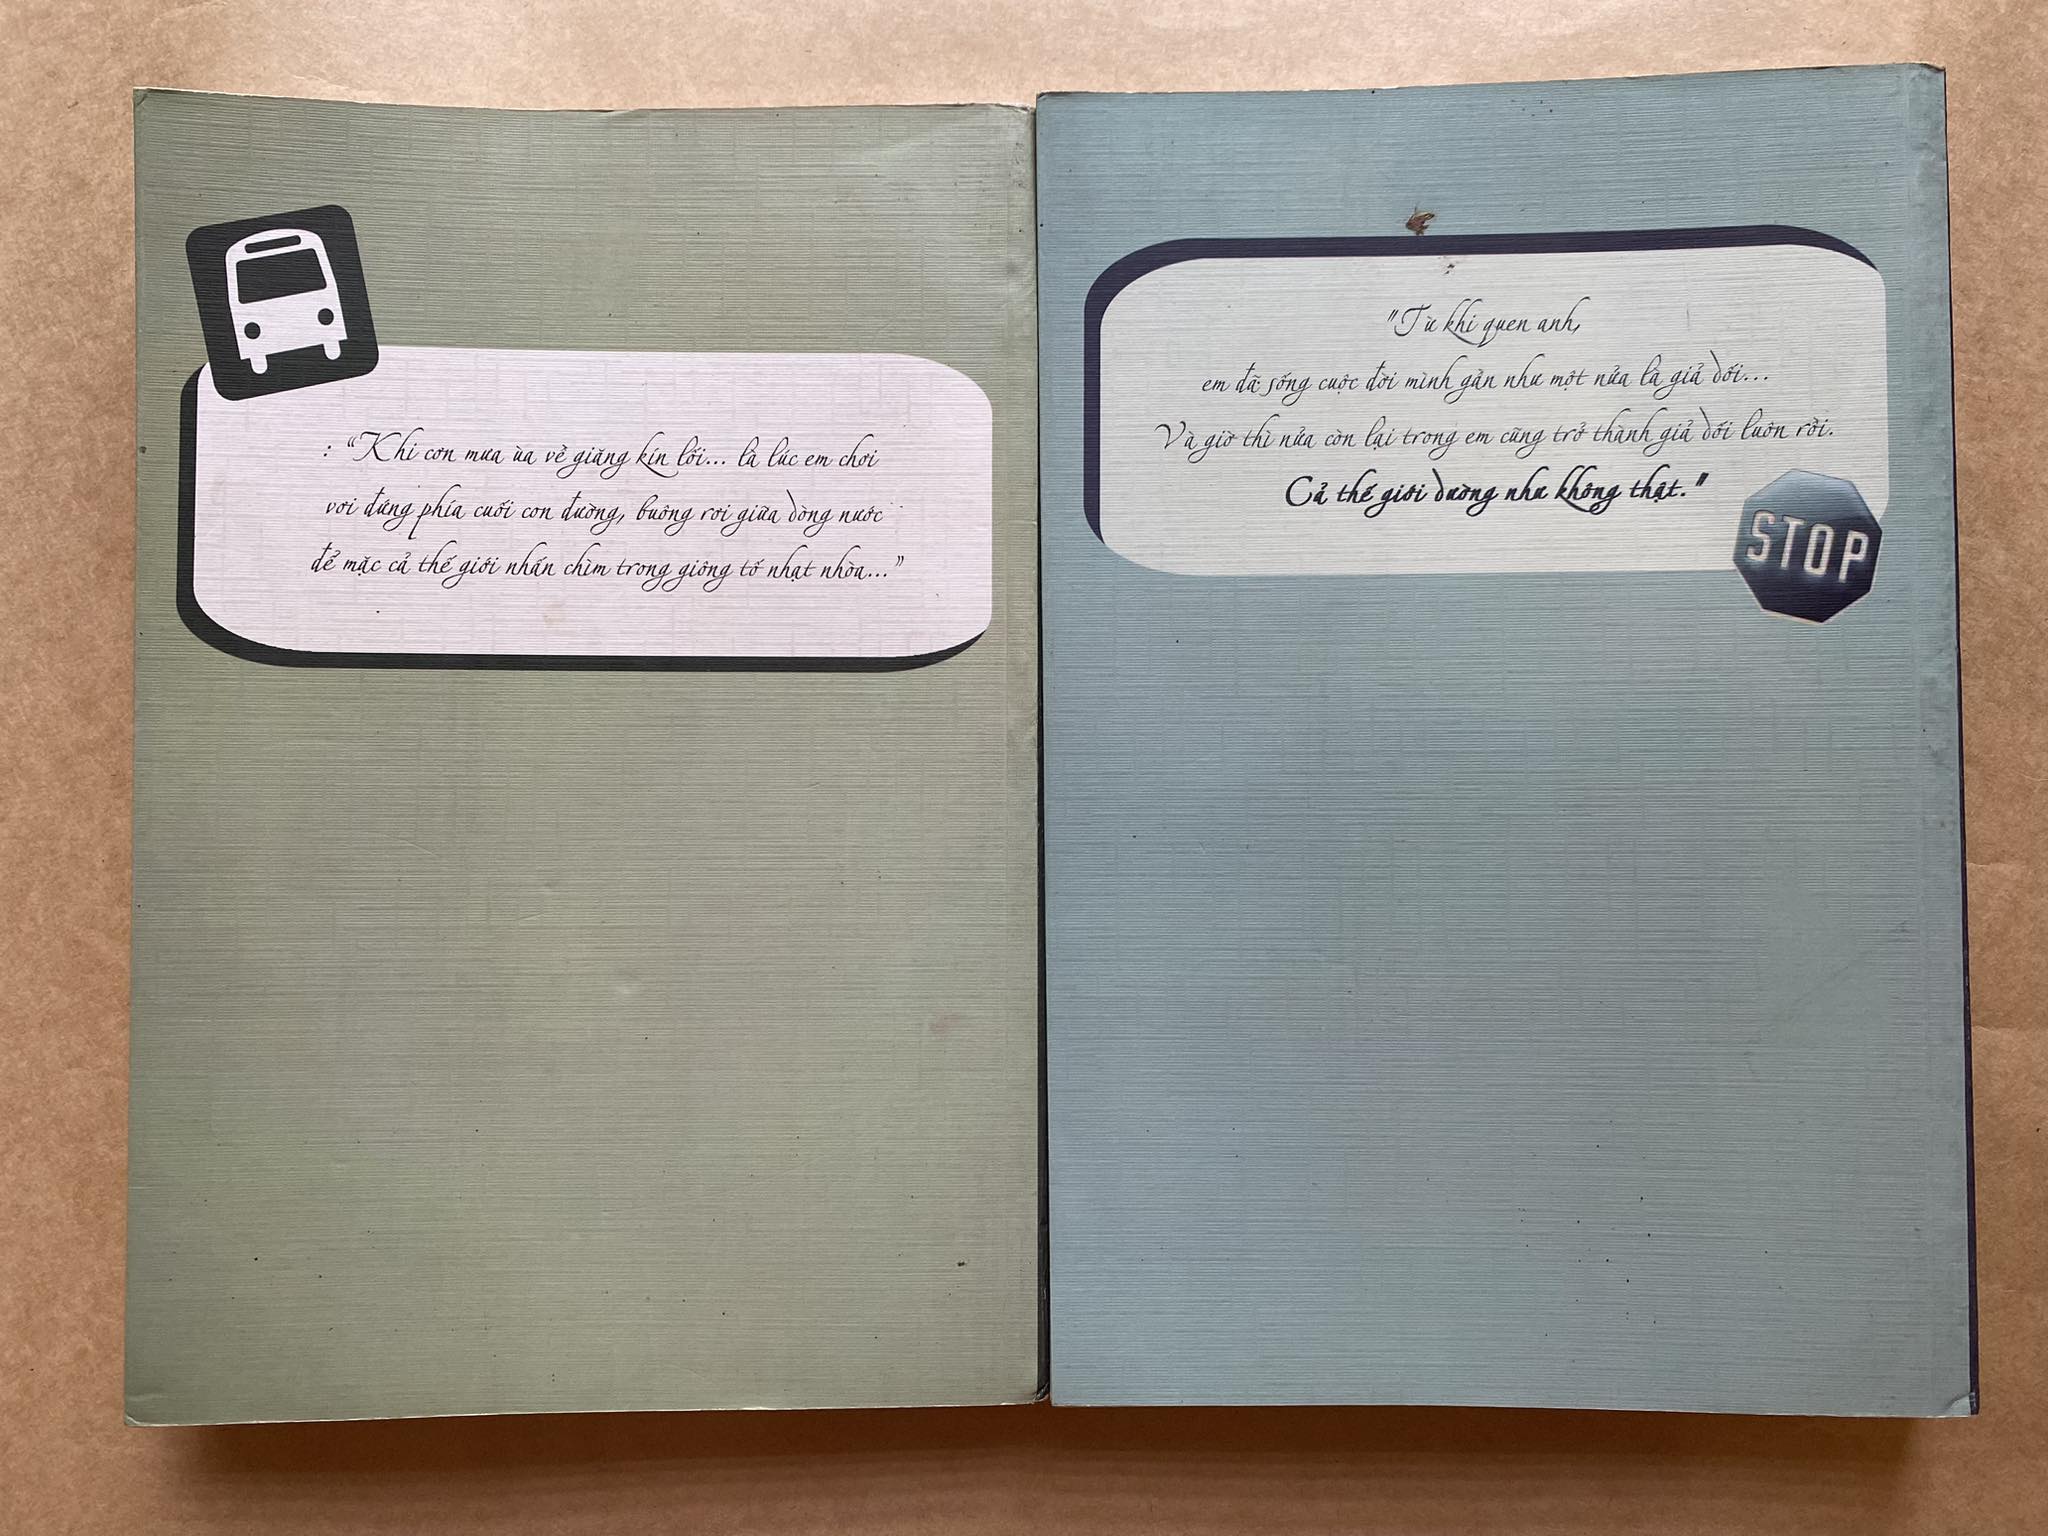 : “Khi cơn mưa ùa về giăng kín lối... là lúc em chơi
vơi đứng phía cuối con đường, buông rơi giữa dòng nước
để mặc cả thế giới nhấn chìm trong giông tố nhạt nhòa...”
"Từ khi quen anh,
em đã sống cuộc đời mình gần như một nửa là giả dối...
Và giờ thì nửa còn lại trong em cũng trở thành giả dối luôn rồi.
Cả thế giới dường như không thật."
STOP